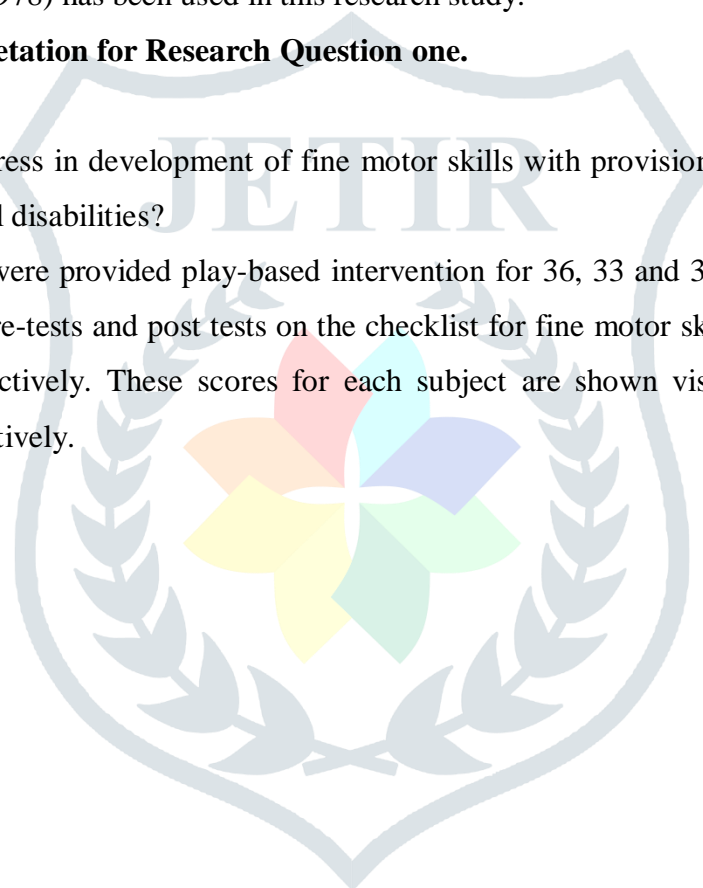 978) has been used in this research study.
etation for Research Question one.
JETIR
ress in development of fine motor skills with provision
l disabilities?
were provided play-based intervention for 36, 33 and 3
re-tests and post tests on the checklist for fine motor sk
ctively. These scores for each subject are shown vis
tively.